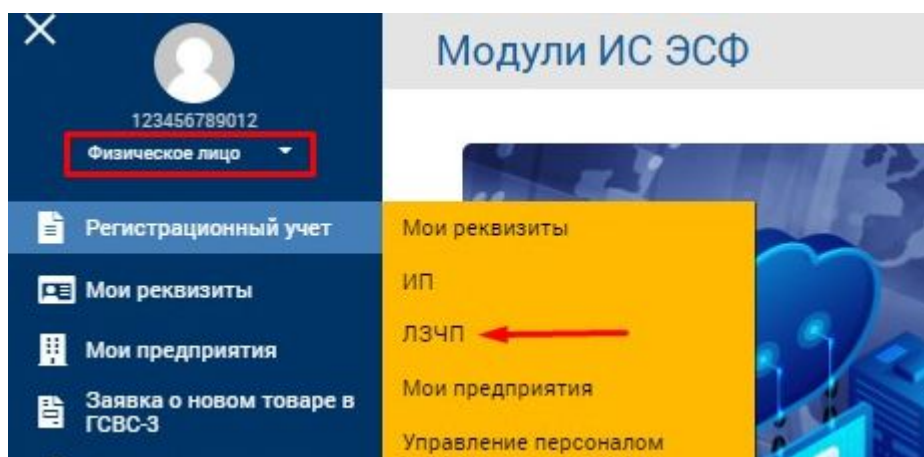 Модули ИС ЭСФ
123456789012
Физическое лицо
Регистрационный учет
Мои реквизиты
Мои предприятия
Заявка о новом товаре в
ГСВС-3
Мои реквизиты
ИП
ЛЗЧП
Мои предприятия
Управление персоналом